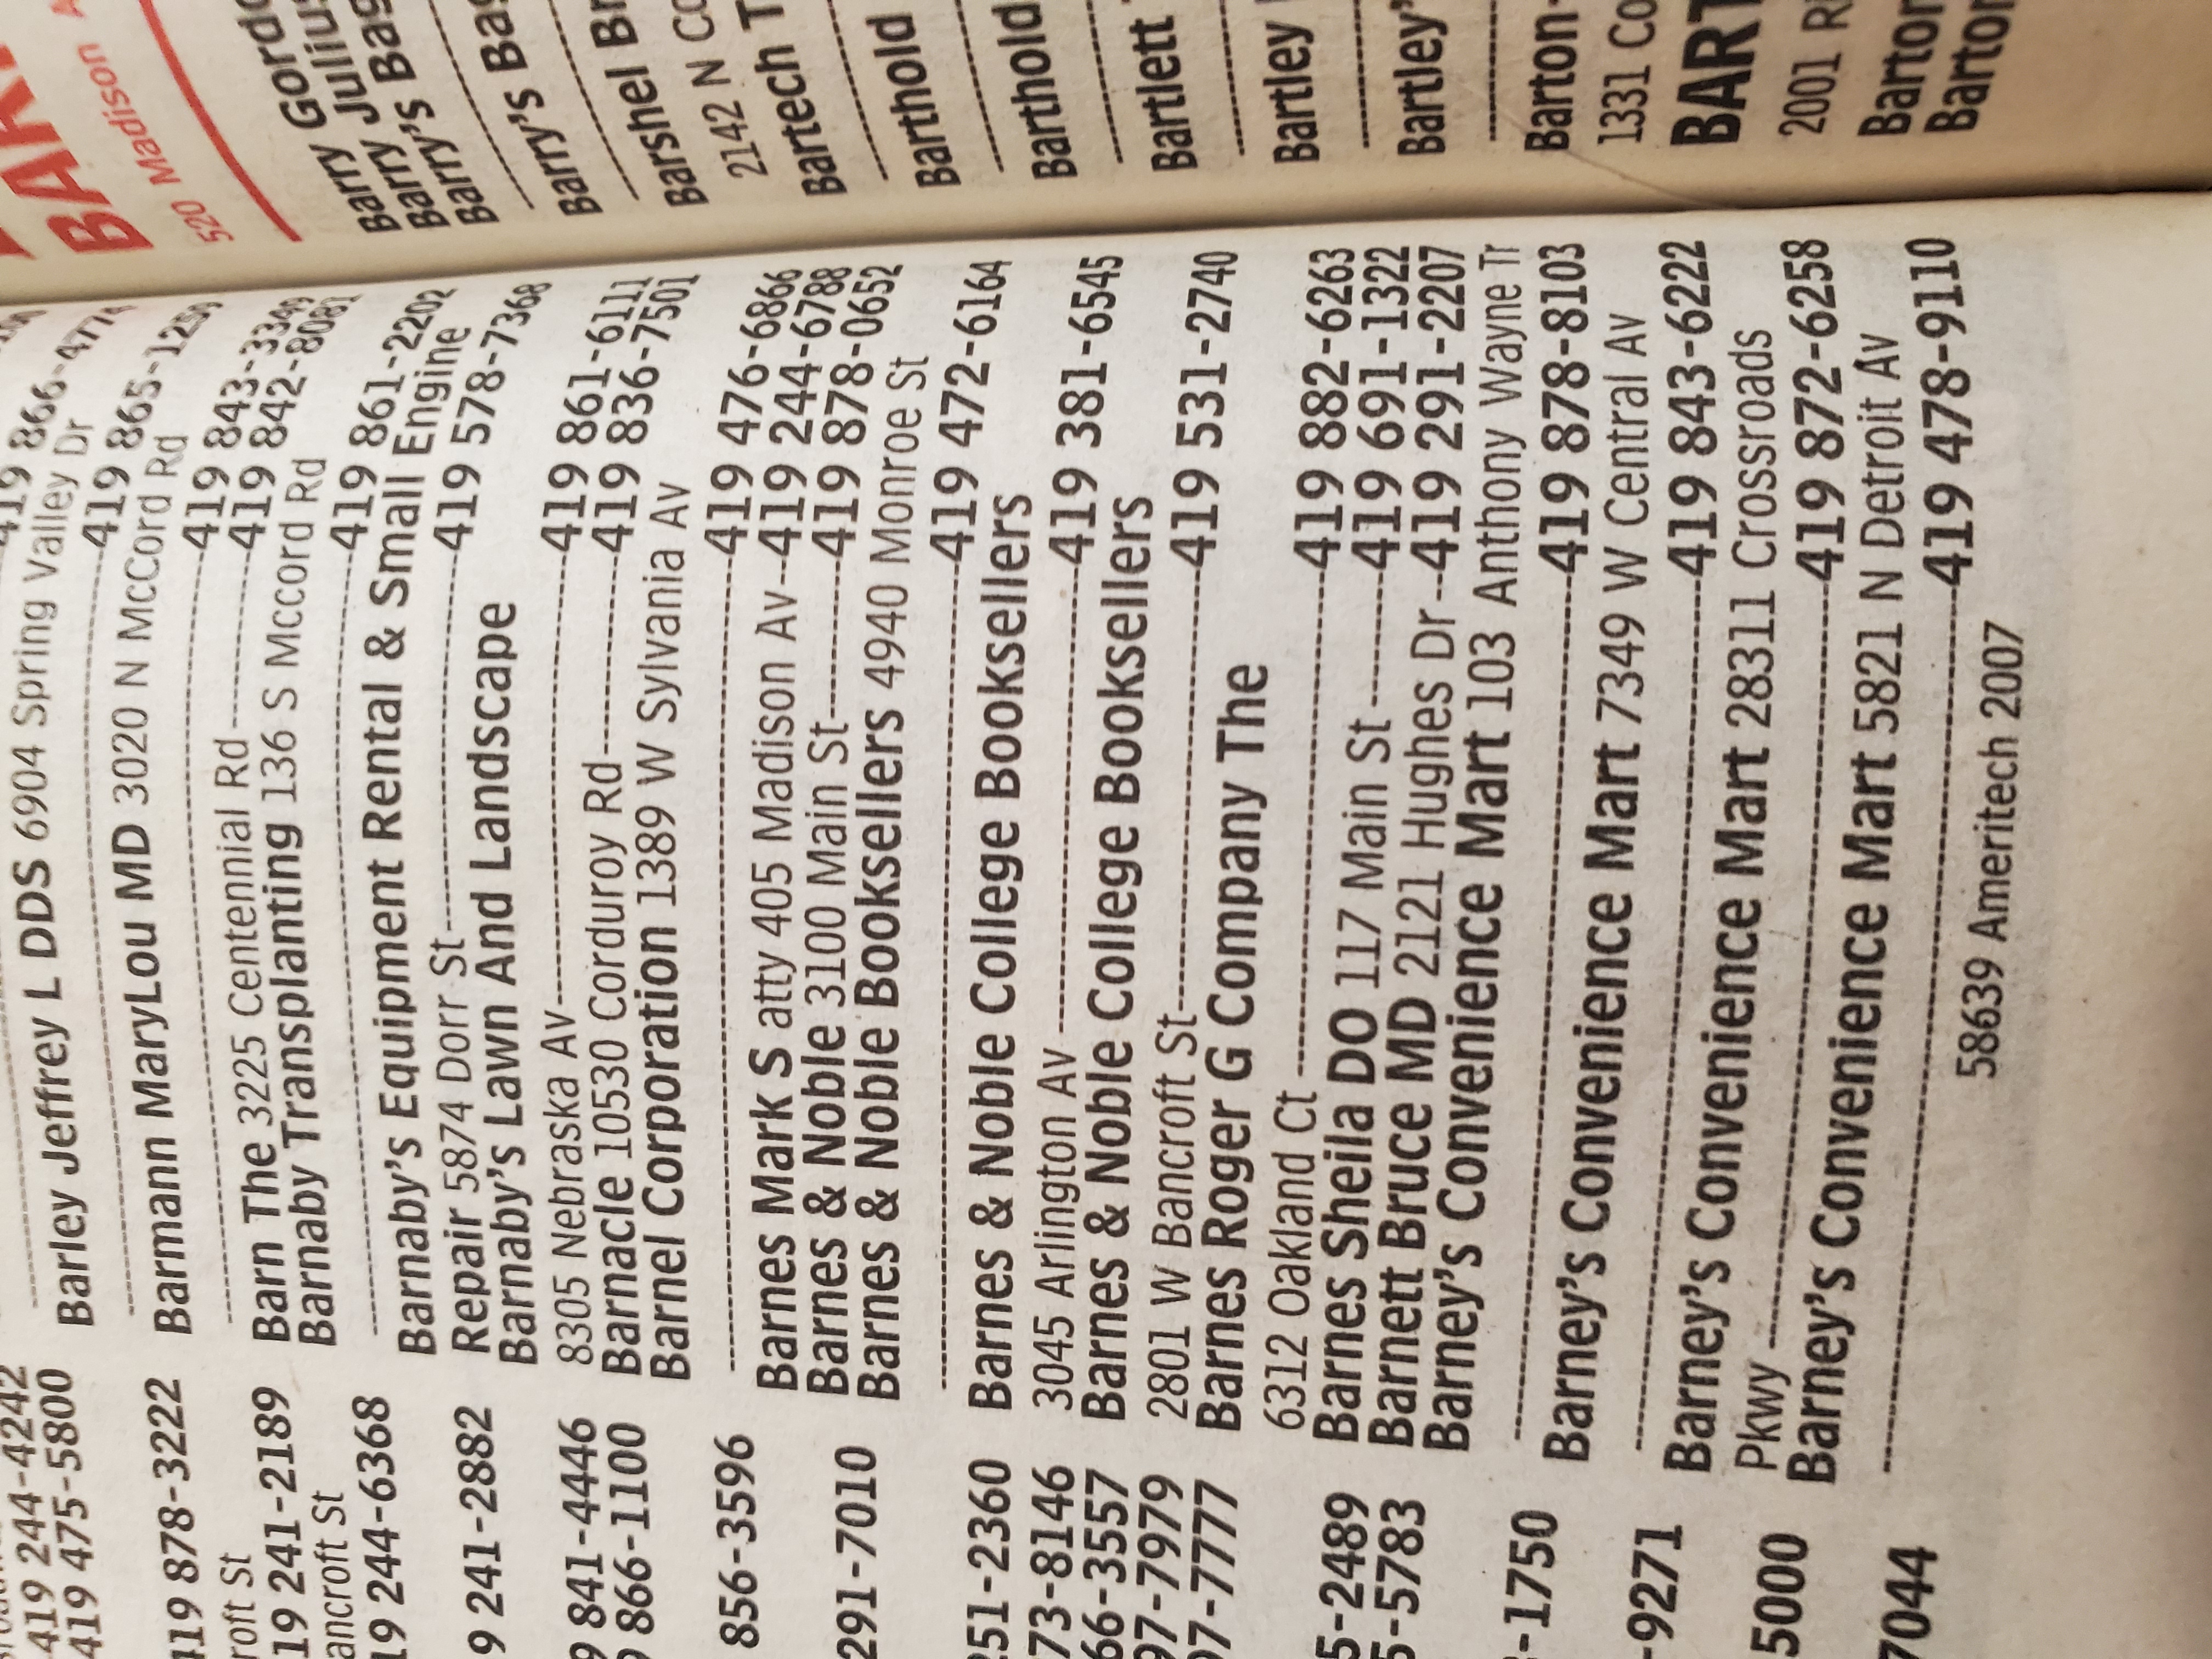 419 244-4242
419 475-5800
419 878-3222
roft St
19 241-2189
ancroft St
19 244-6368
9 241-2882
9 841-4446
866-1100
856-3596
291-7010
251-2360
73-8146
66-3557
97-7979
97-7777
5-2489
5-5783
-1750
-9271
5000
7044
Barley Jeffrey L DDS 6904 Spring Valley Dr
419 865-1259
Barmann MaryLou MD 3020 N McCord Rd
419 843-3349
Barn The 3225 Centennial Rd 419 842-8081
Barnaby Transplanting 136 S Mccord Rd
419 861-2202
Barnaby's Equipment Rental & Small Engine
Repair 5874 Dorr St 419 578-7368
Barnaby's Lawn And Landscape
8305 Nebraska Av 419 861-6111
Barnacle 10530 Corduroy Rd 419 836-7501
Barnel Corporation 1389 W Sylvania Av
419 476-6866
Barnes Mark S atty 405 Madison Av 419 244-6788
Barnes & Noble 3100 Main St 419 878-0652
Barnes & Noble Booksellers 4940 Monroe St
419 472-6164
Barnes & Noble College Booksellers
3045 Arlington Av 419 381-6545
Barnes & Noble College Booksellers
2801 W Bancroft St 419 531-2740
Barnes Roger G Company The
6312 Oakland Ct 419 882-6263
Barnes Sheila DO 117 Main St 419 691-1322
Barnett Bruce MD 2121 Hughes Dr 419 291-2207
Barney's Convenience Mart 103 Anthony Wayne Tr
419 878-8103
Barney's Convenience Mart 7349 W Central Av
419 843-6222
Barney's Convenience Mart 28311 Crossroads
Pkwy 419 872-6258
Barney's Convenience Mart 5821 N Detroit Av
419 478-9110
58639 Ameritech 2007
520 Madison
Barry Gord
Barry Julius
Barry's Bag
Barry's Bag
Barry's Bag
Barshel Br
2142 N Co
Bartech T
Barthold
Barthold
Bartlett
Bartley
Bartley'
Barton-
1331 Co
BART
2001 R
Barton
Barton